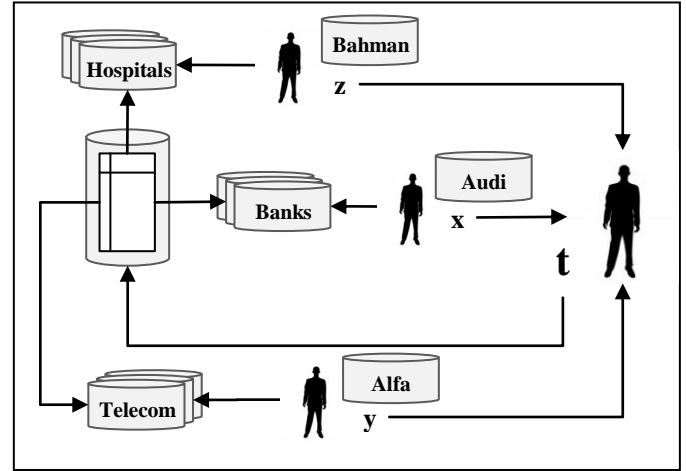 Bahman
Hospitals
z
Audi
Banks
x
t
Alfa
Telecom
y